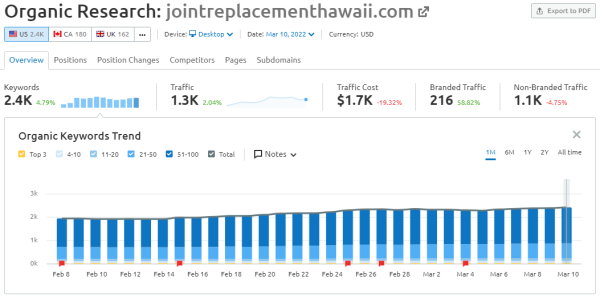 Organic Research: jointreplacementhawaii.com
Export to PDF
US 2.4K CA 180 UK 162 ... Device: Desktop Date: Mar 10, 2022 Currency: USD
Overview Positions Position Changes Competitors Pages Subdomains
Keywords Traffic Traffic Cost Branded Traffic Non-Branded Traffic
2.4K 4.79% 1.3K 2.04% $1.7K -19.32% 216 58.82% 1.1K -4.75%
Organic Keywords Trend
Top 3 4-10 11-20 21-50 51-100 Total Notes 1M 6M 1Y 2Y All time
3k
2k
1k
0k
Feb 8 Feb 10 Feb 12 Feb 14 Feb 16 Feb 18 Feb 20 Feb 22 Feb 24 Feb 26 Feb 28 Mar 2 Mar 4 Mar 6 Mar 8 Mar 10